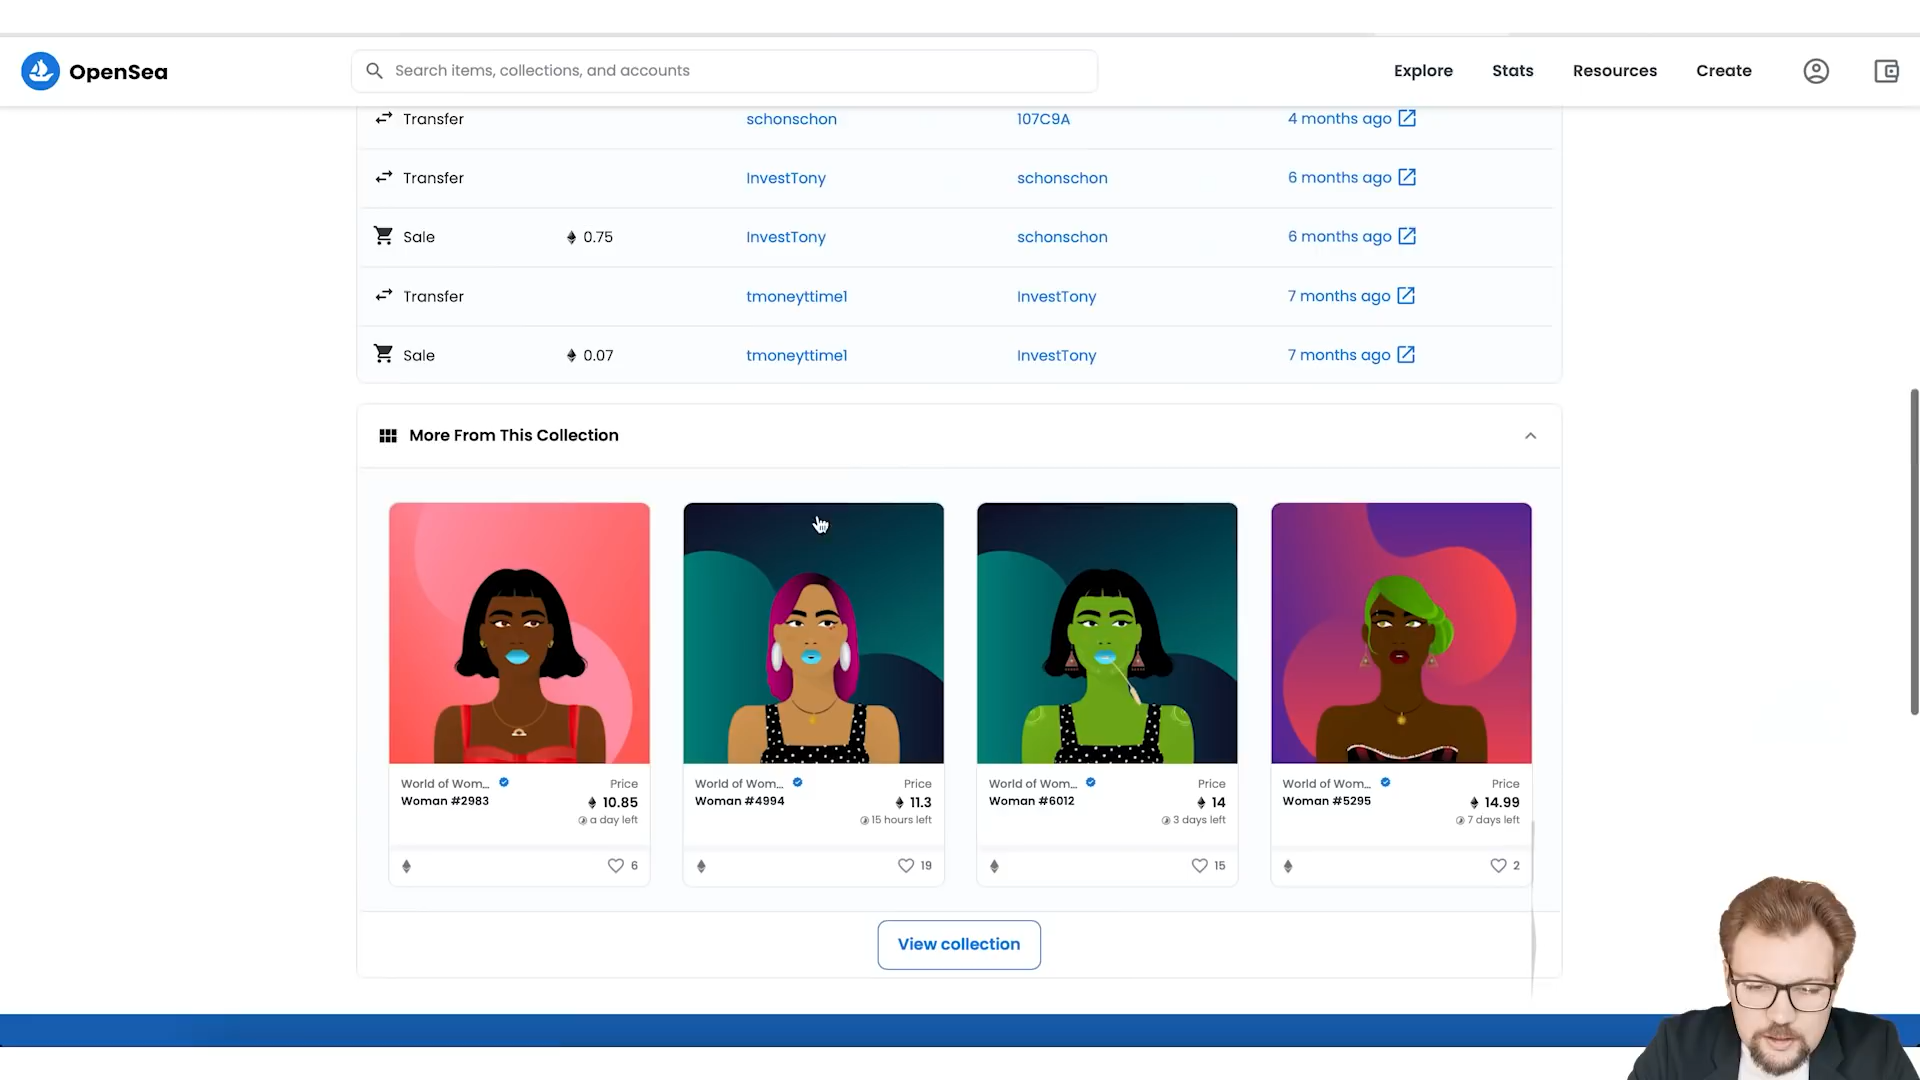 OpenSea
Search items, collections, and accounts
Explore Stats Resources Create
Transfer schonschon 107C9A 4 months ago
Transfer InvestTony schonschon 6 months ago
Sale 0.75 InvestTony schonschon 6 months ago
Transfer tmoneyttime1 InvestTony 7 months ago
Sale 0.07 tmoneyttime1 InvestTony 7 months ago
More From This Collection
World of Wom... Price
Woman #2983 10.85
a day left
6
World of Wom... Price
Woman #4994 11.3
15 hours left
19
World of Wom... Price
Woman #6012 14
3 days left
15
World of Wom... Price
Woman #5295 14.99
7 days left
2
View collection